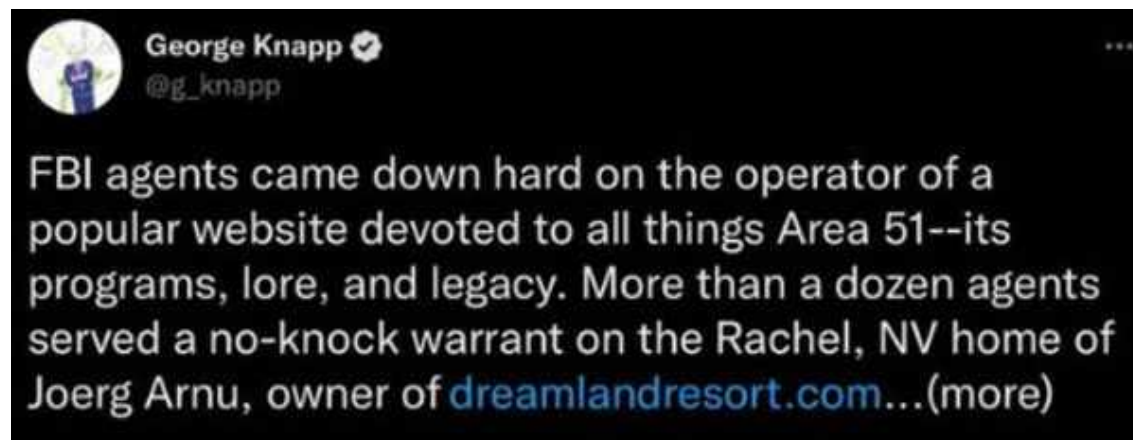 George Knapp
@g_knapp
FBI agents came down hard on the operator of a
popular website devoted to all things Area 51--its
programs, lore, and legacy. More than a dozen agents
served a no-knock warrant on the Rachel, NV home of
Joerg Arnu, owner of dreamlandresort.com...(more)